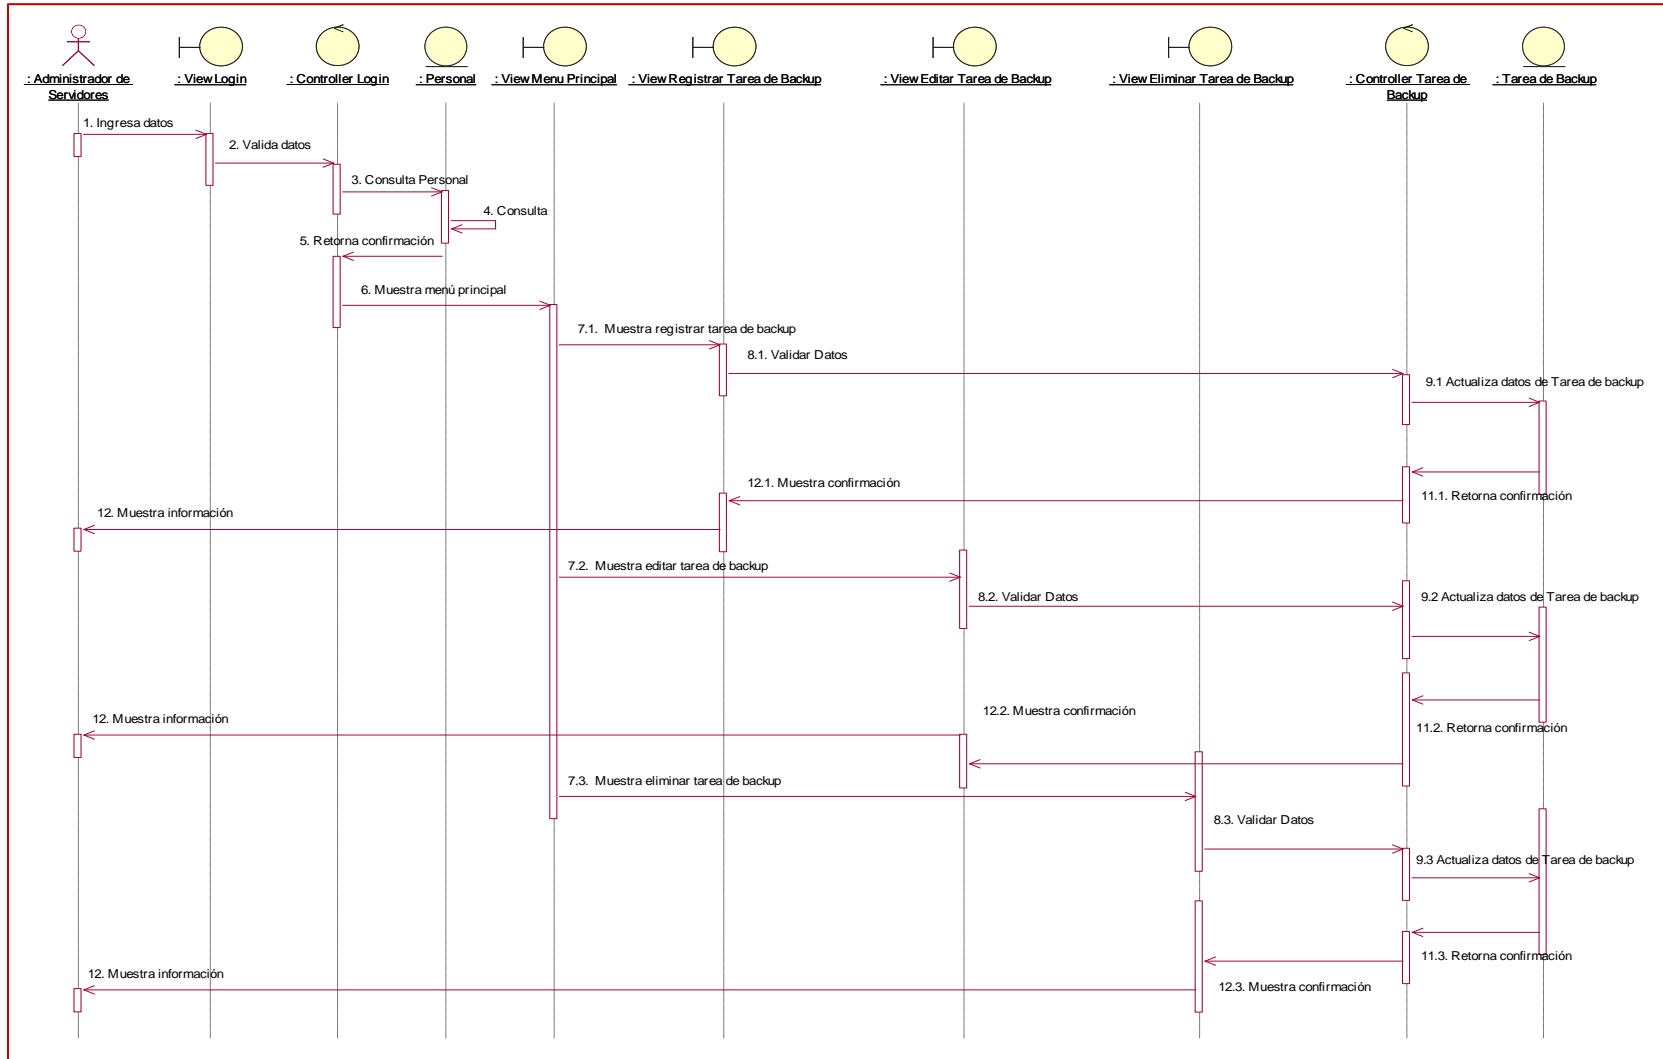 : Administrador de
Servidores
: View Login
: Controller Login
: Personal
: View Menu Principal
: View Registrar Tarea de Backup
: View Editar Tarea de Backup
: View Eliminar Tarea de Backup
: Controller Tarea de
Backup
: Tarea de Backup
1. Ingresa datos
2. Valida datos
3. Consulta Personal
4. Consulta
5. Retorna confirmación
6. Muestra menú principal
7.1. Muestra registrar tarea de backup
8.1. Validar Datos
9.1 Actualiza datos de Tarea de backup
12.1. Muestra confirmación
11.1. Retorna confirmación
12. Muestra información
7.2. Muestra editar tarea de backup
8.2. Validar Datos
9.2 Actualiza datos de Tarea de backup
12.2. Muestra confirmación
12. Muestra información
11.2. Retorna confirmación
7.3. Muestra eliminar tarea de backup
8.3. Validar Datos
9.3 Actualiza datos de Tarea de backup
11.3. Retorna confirmación
12. Muestra información
12.3. Muestra confirmación